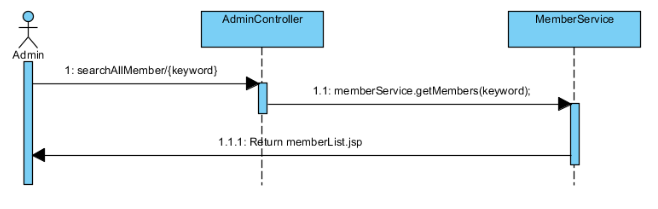 AdminController
MemberService
Admin
1: searchAllMember/{keyword}
1.1: memberService.getMembers(keyword);
1.1.1: Return memberList.jsp